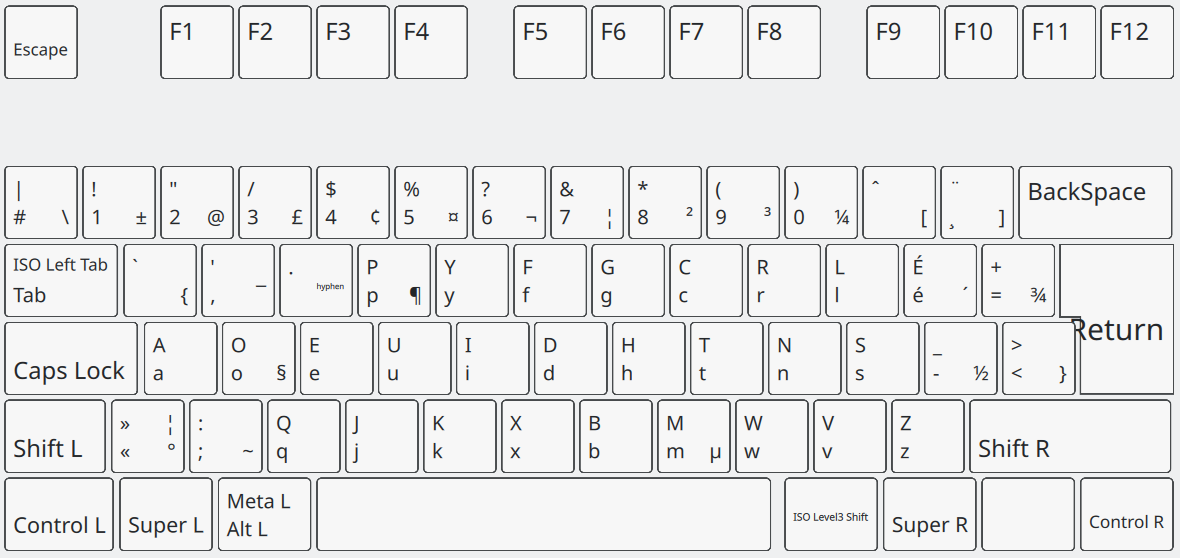 Escape F1 F2 F3 F4 F5 F6 F7 F8 F9 F10 F11 F12
| ! " / $ % ? & * ( ) ˆ ¨ BackSpace
# \ 1 ± 2 @ 3 £ 4 ¢ 5 ¤ 6 ¬ 7 ¦ 8 ² 9 ³ 0 ¼ [ ¸ ]
ISO Left Tab ` ' . P Y F G C R L É +
Tab { , _ hyphen p ¶ y f g c r l é ´ = ¾ Return
A O E U I D H T N S _ >
Caps Lock a o § e u i d h t n s - ½ < }
» ¦ : Q J K X B M W V Z
Shift L « ° ; ~ q j k x b m µ w v z Shift R
Meta L
Control L Super L Alt L ISO Level3 Shift Super R Control R